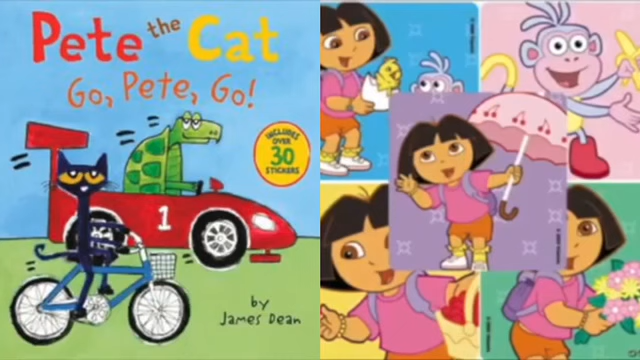 Pete the Cat
Go, Pete, Go!
INCLUDES
OVER
30
STICKERS
1
by
James Dean